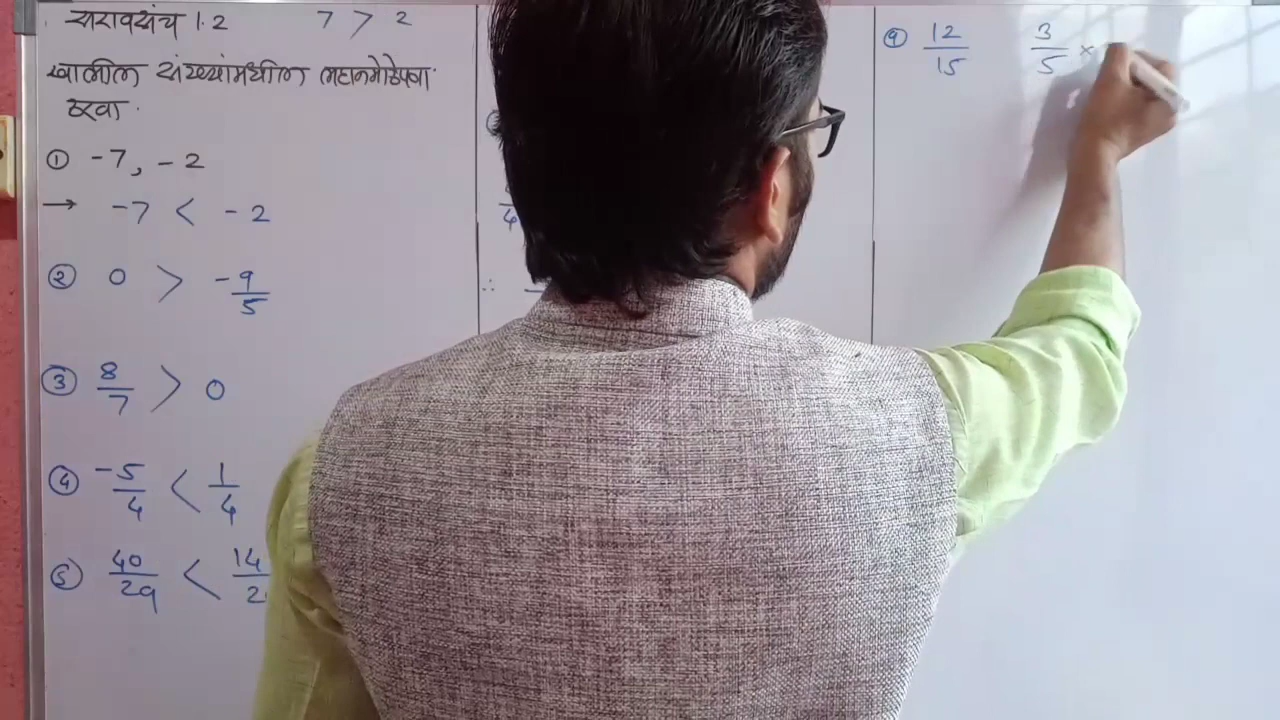 सरावसंच 1.2 7 > 2
खालील संख्यांमधील लहानमोठेपणा
ठरवा.
① -7, -2
→ -7 < -2
② 0 > -9/5
③ 8/7 > 0
④ -5/4 < 1/4
⑤ 40/29 < 14
∴
⑨ 12/15 3/5 ×